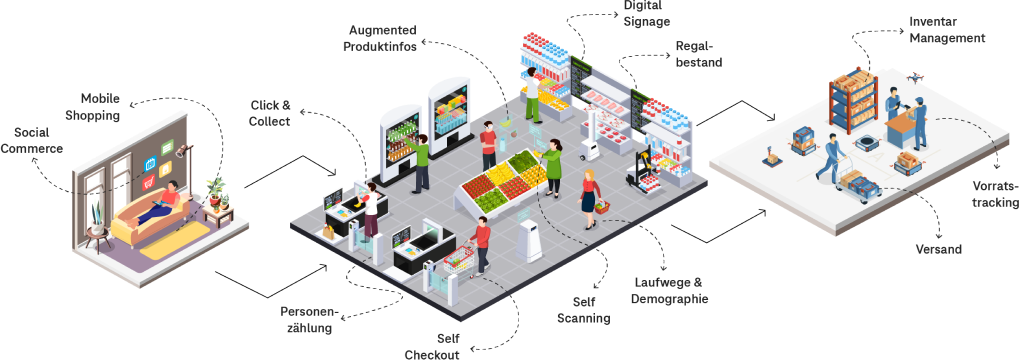 Social
Commerce
Mobile
Shopping
Click &
Collect
Augmented
Produktinfos
Digital
Signage
Regal-
bestand
Inventar
Management
Vorrats-
tracking
Versand
Laufwege &
Demographie
Self
Scanning
Self
Checkout
Personen-
zählung